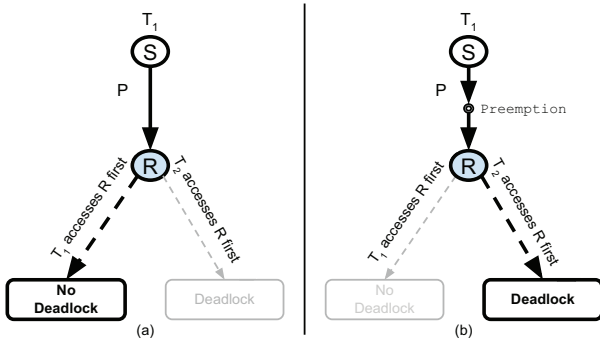 T1
S
P
R
T1 accesses R first
T2 accesses R first
No
Deadlock
Deadlock
(a)
T1
S
P
Preemption
R
T1 accesses R first
T2 accesses R first
No
Deadlock
Deadlock
(b)